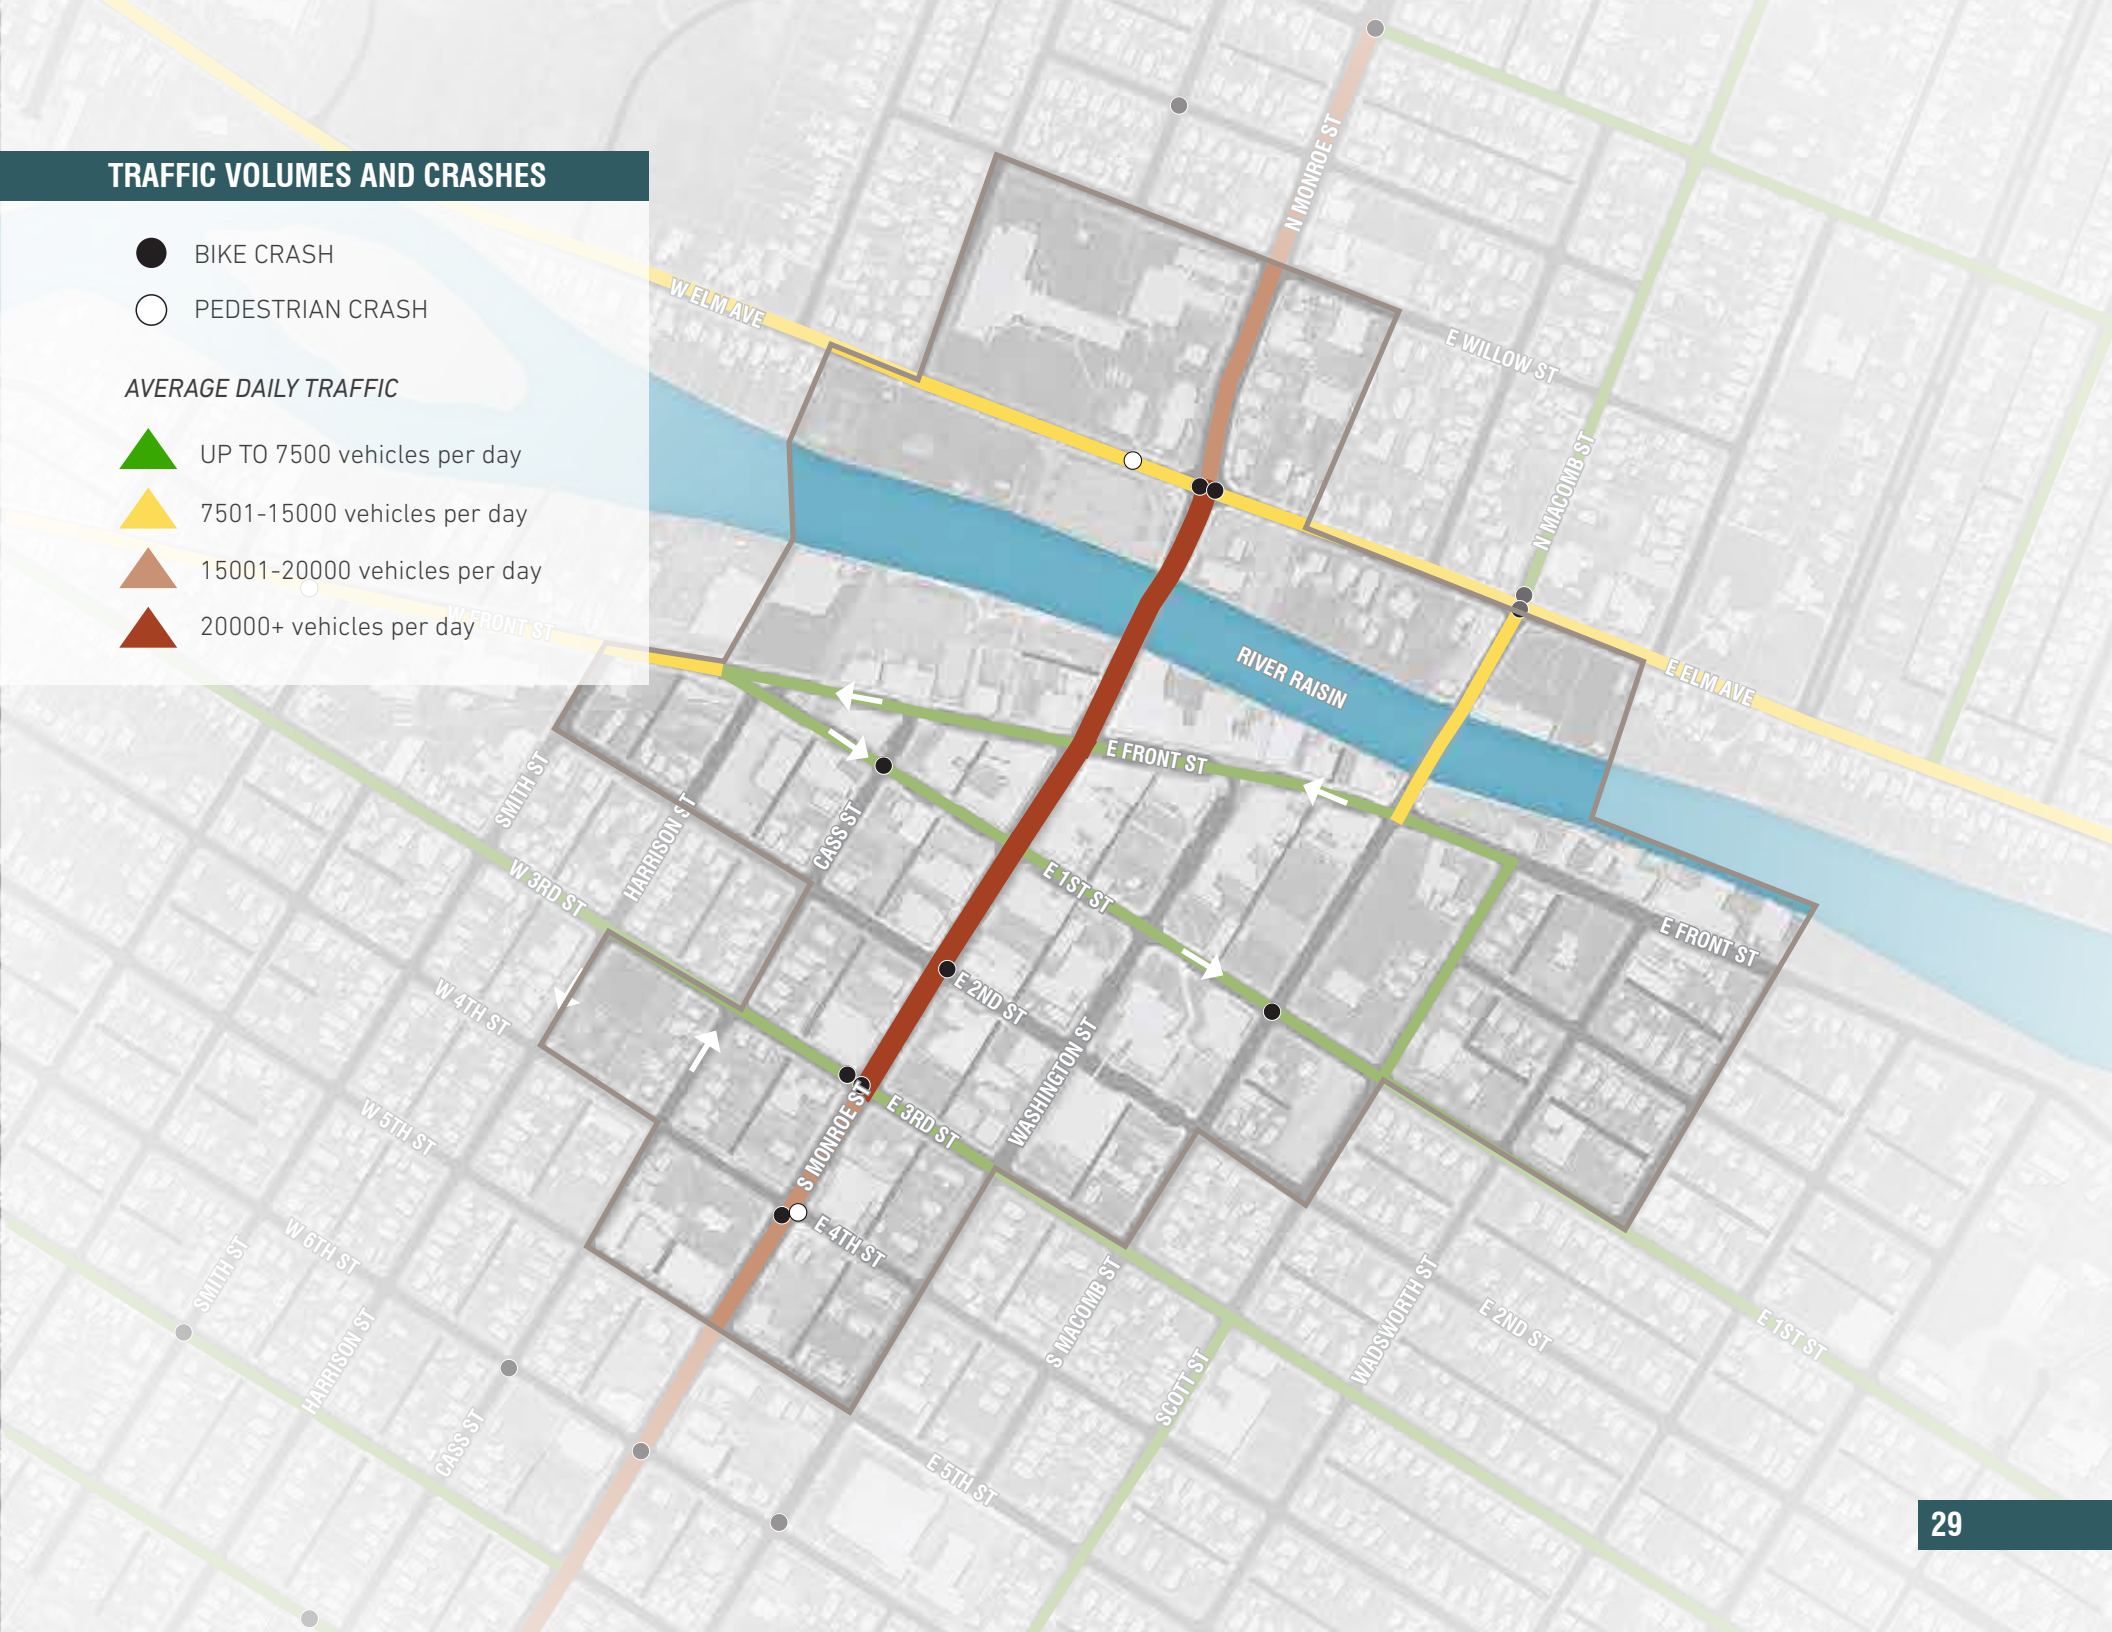 TRAFFIC VOLUMES AND CRASHES
BIKE CRASH
PEDESTRIAN CRASH
AVERAGE DAILY TRAFFIC
UP TO 7500 vehicles per day
7501-15000 vehicles per day
15001-20000 vehicles per day
20000+ vehicles per day
N MONROE ST
W ELM AVE
E WILLOW ST
N MACOMB ST
W FRONT ST
RIVER RAISIN
E ELM AVE
E FRONT ST
SMITH ST
HARRISON ST
CASS ST
W 3RD ST
E 1ST ST
E FRONT ST
E 2ND ST
W 4TH ST
WASHINGTON ST
E 3RD ST
S MONROE ST
W 5TH ST
E 4TH ST
W 6TH ST
SMITH ST
S MACOMB ST
WADSWORTH ST
E 2ND ST
E 1ST ST
HARRISON ST
SCOTT ST
CASS ST
E 5TH ST
29